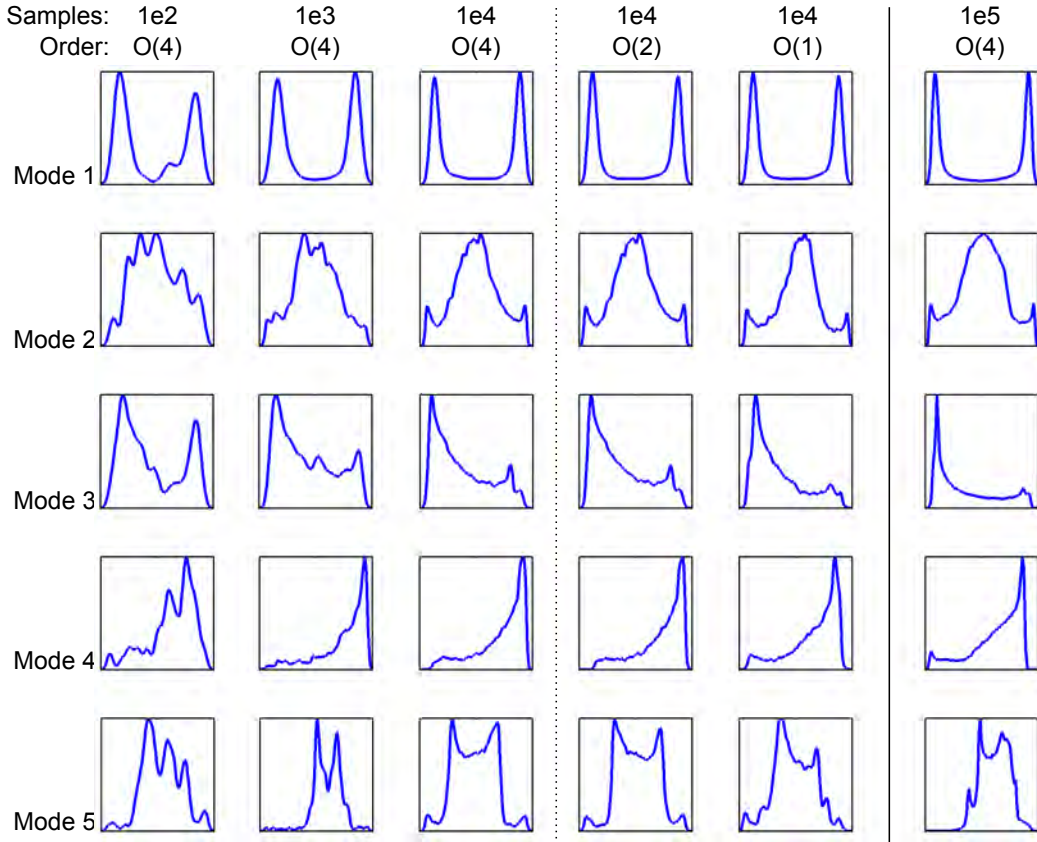 Samples: 1e2 1e3 1e4 1e4 1e4 1e5
Order: O(4) O(4) O(4) O(2) O(1) O(4)
Mode 1
Mode 2
Mode 3
Mode 4
Mode 5